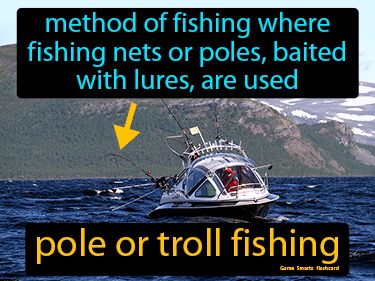 method of fishing where
fishing nets or poles, baited
with lures, are used
pole or troll fishing
Game Smartz flashcard